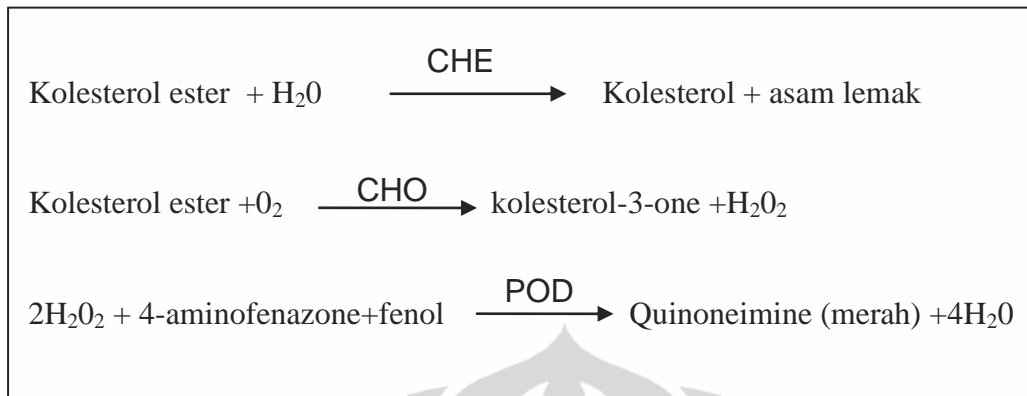 CHE
Kolesterol ester + H₂0 Kolesterol + asam lemak
CHO
Kolesterol ester +0₂ kolesterol-3-one +H₂0₂
POD
2H₂0₂ + 4-aminofenazone+fenol Quinoneimine (merah) +4H₂0